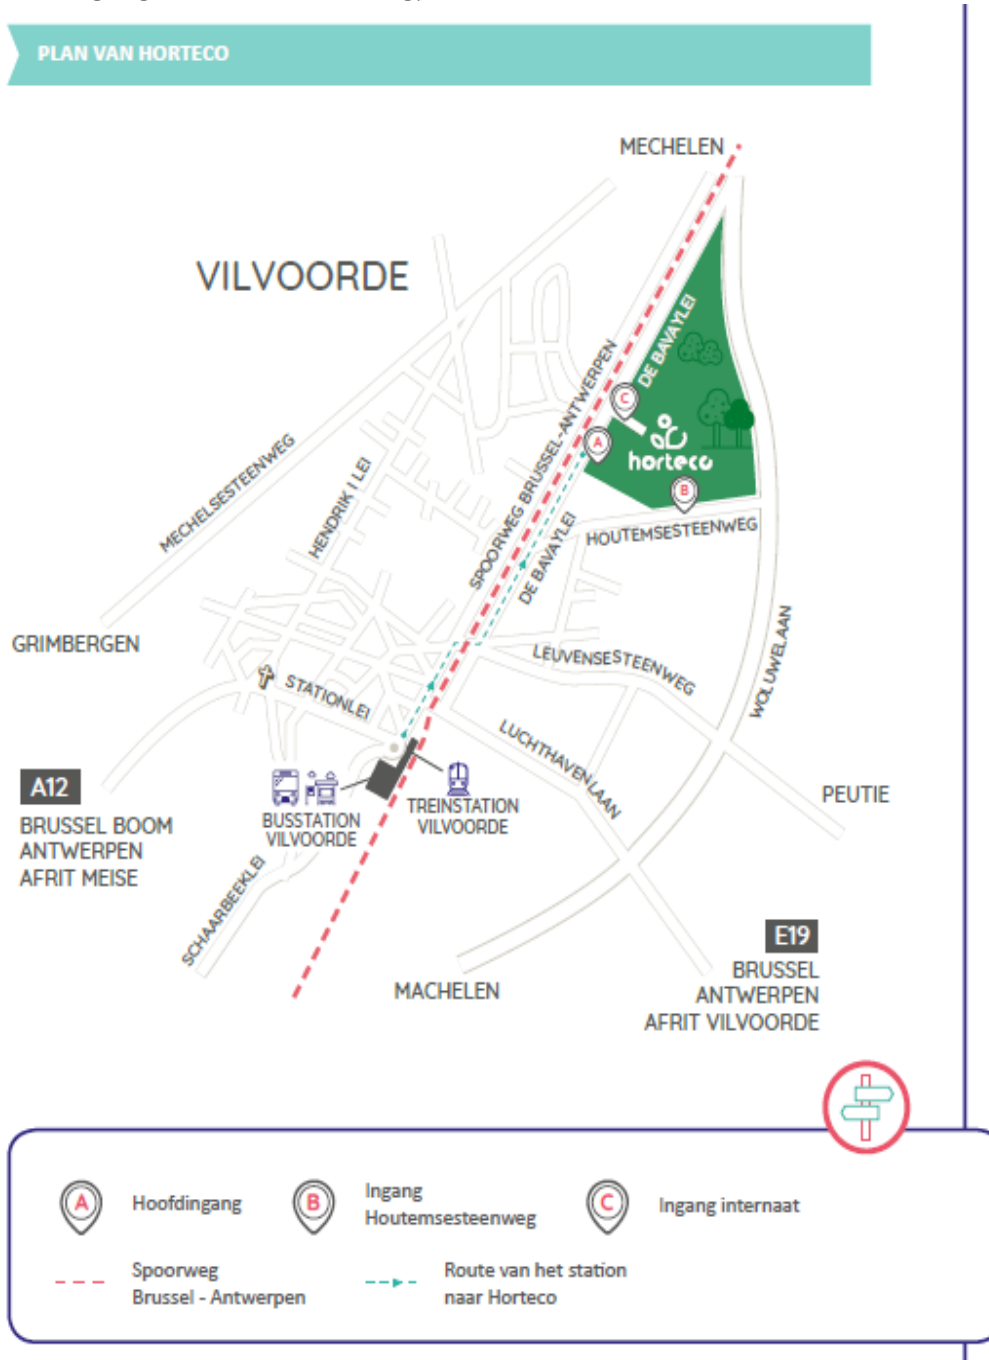 PLAN VAN HORTECO
MECHELEN
VILVOORDE
DE BAVAYLEI
SPOORWEG BRUSSEL-ANTWERPEN
C
A
horteco
B
MECHELSESTEENWEG
HENDRIK I LEI
HOUTEMSESTEENWEG
DE BAVAYLEI
GRIMBERGEN
LEUVENSESTEENWEG
WOLUWELAAN
STATIONLEI
LUCHTHAVENLAAN
A12
BRUSSEL BOOM
ANTWERPEN
AFRIT MEISE
BUSSTATION
VILVOORDE
TREINSTATION
VILVOORDE
PEUTIE
SCHAARBEEKLEI
MACHELEN
E19
BRUSSEL
ANTWERPEN
AFRIT VILVOORDE
A
Hoofdingang
B
Ingang
Houtemsesteenweg
C
Ingang internaat
Spoorweg
Brussel - Antwerpen
Route van het station
naar Horteco